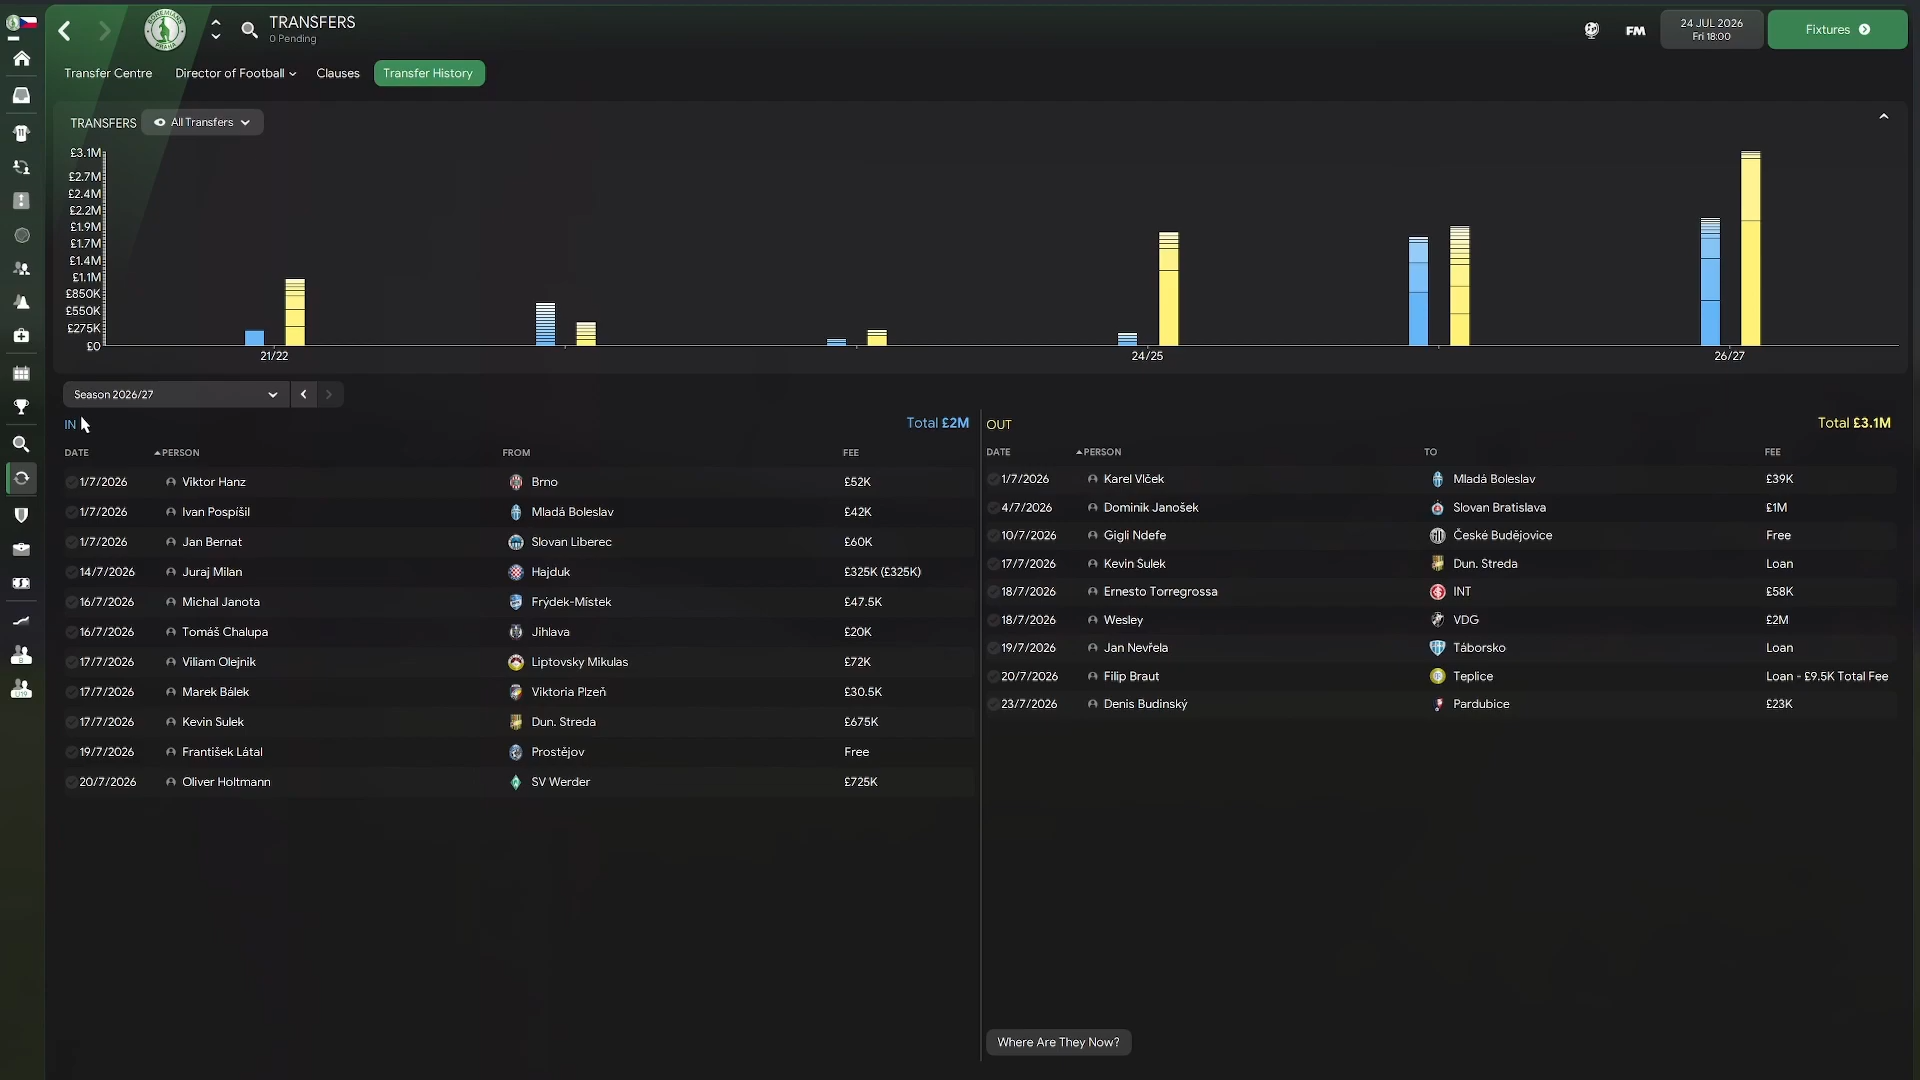 TRANSFERS
0 Pending
FM
24 JUL 2026
Fri 18:00
Fixtures
Transfer Centre
Director of Football
Clauses
Transfer History
TRANSFERS
All Transfers
£3.1M
£2.7M
£2.4M
£2.2M
£1.9M
£1.7M
£1.4M
£1.1M
£850K
£550K
£275K
£0
21/22
24/25
26/27
Season 2026/27
IN
Total £2M
DATE PERSON FROM FEE
1/7/2026 Viktor Hanz Brno £52K
1/7/2026 Ivan Pospíšil Mladá Boleslav £42K
1/7/2026 Jan Bernat Slovan Liberec £60K
14/7/2026 Juraj Milan Hajduk £325K (£325K)
16/7/2026 Michal Janota Frýdek-Místek £47.5K
16/7/2026 Tomáš Chalupa Jihlava £20K
17/7/2026 Viliam Olejnik Liptovsky Mikulas £72K
17/7/2026 Marek Bálek Viktoria Plzeň £30.5K
17/7/2026 Kevin Sulek Dun. Streda £675K
19/7/2026 František Látal Prostějov Free
20/7/2026 Oliver Holtmann SV Werder £725K
OUT
Total £3.1M
DATE PERSON TO FEE
1/7/2026 Karel Vlček Mladá Boleslav £39K
4/7/2026 Dominik Janošek Slovan Bratislava £1M
10/7/2026 Gigli Ndefe České Budějovice Free
17/7/2026 Kevin Sulek Dun. Streda Loan
18/7/2026 Ernesto Torregrossa INT £58K
18/7/2026 Wesley VDG £2M
19/7/2026 Jan Nevřela Táborsko Loan
20/7/2026 Filip Braut Teplice Loan - £9.5K Total Fee
23/7/2026 Denis Budinský Pardubice £23K
Where Are They Now?